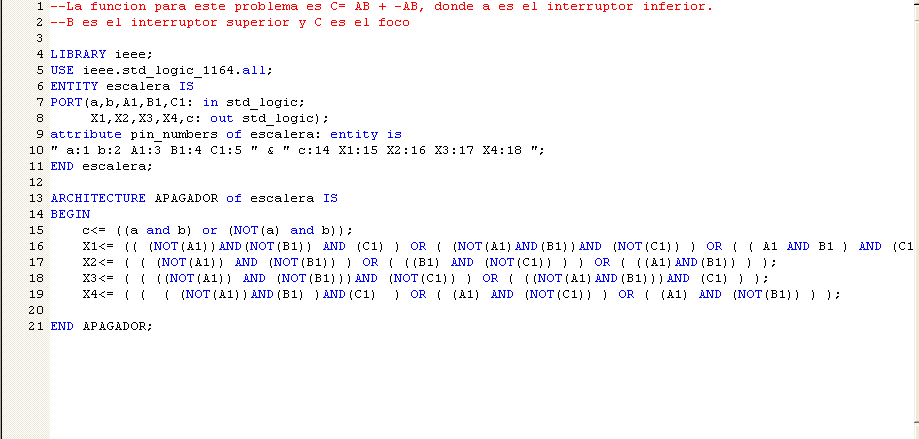 1 --La funcion para este problema es C= AB + -AB, donde a es el interruptor inferior.
2 --B es el interruptor superior y C es el foco
3
4 LIBRARY ieee;
5 USE ieee.std_logic_1164.all;
6 ENTITY escalera IS
7 PORT(a,b,A1,B1,C1: in std_logic;
8      X1,X2,X3,X4,c: out std_logic);
9 attribute pin_numbers of escalera: entity is
10 " a:1 b:2 A1:3 B1:4 C1:5 " & " c:14 X1:15 X2:16 X3:17 X4:18 ";
11 END escalera;
12
13 ARCHITECTURE APAGADOR of escalera IS
14 BEGIN
15     c<= ((a and b) or (NOT(a) and b));
16     X1<= (( (NOT(A1))AND(NOT(B1)) AND (C1) ) OR ( (NOT(A1)AND(B1))AND (NOT(C1)) ) OR ( ( A1 AND B1 ) AND (C1
17     X2<= ( ( (NOT(A1)) AND (NOT(B1)) ) OR ( ((B1) AND (NOT(C1)) ) ) OR ( ((A1)AND(B1)) ) );
18     X3<= ( ( ((NOT(A1)) AND (NOT(B1)))AND (NOT(C1)) ) OR ( ((NOT(A1)AND(B1)))AND (C1) ) );
19     X4<= ( (  ( (NOT(A1))AND(B1) )AND(C1)  ) OR ( (A1) AND (NOT(C1)) ) OR ( (A1) AND (NOT(B1)) ) );
20
21 END APAGADOR;